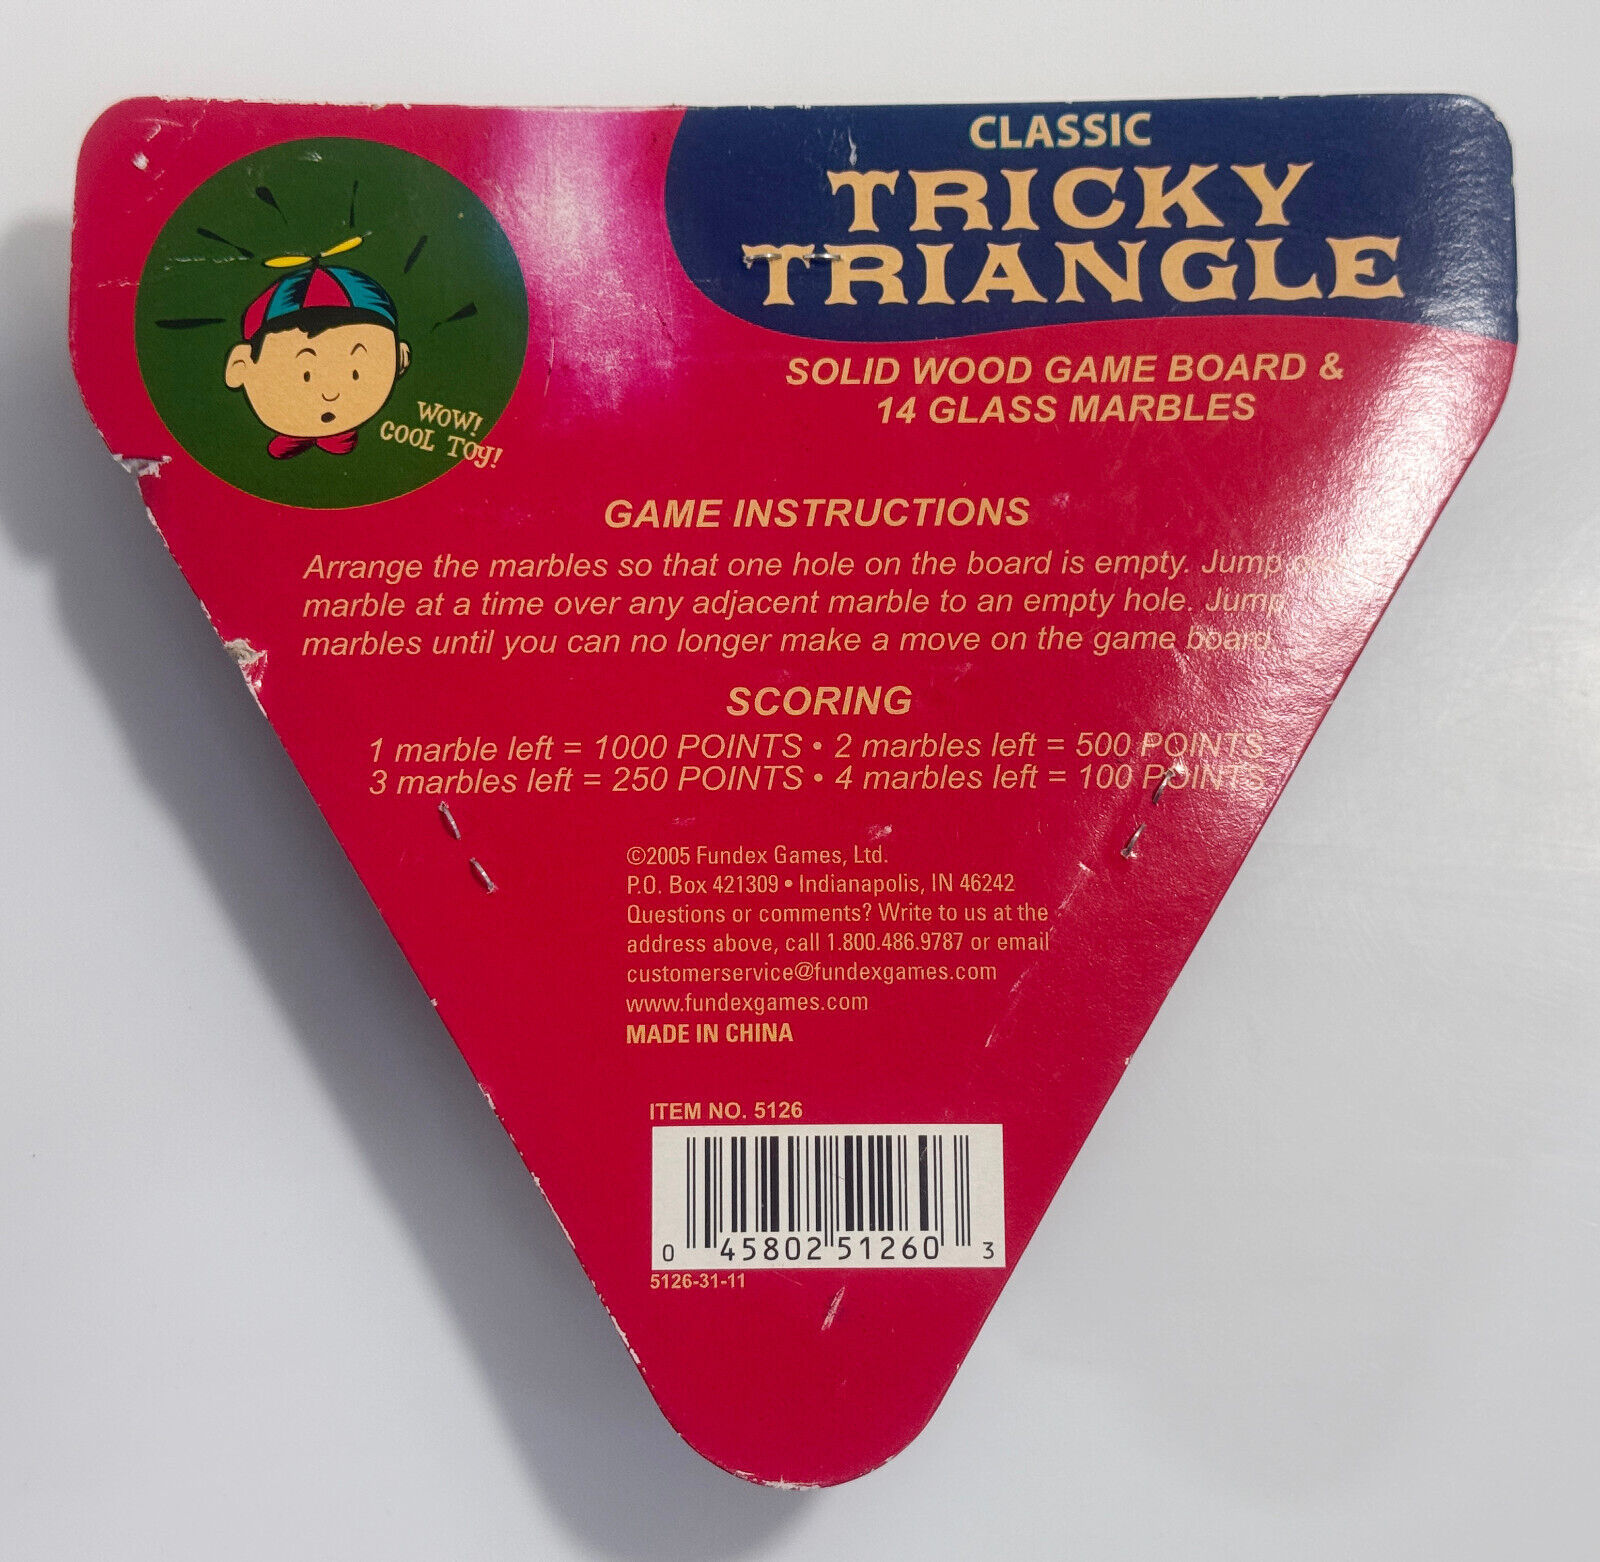 CLASSIC
TRICKY
TRIANGLE
SOLID WOOD GAME BOARD &
14 GLASS MARBLES
WOW!
COOL TOY!
GAME INSTRUCTIONS
Arrange the marbles so that one hole on the board is empty. Jump one
marble at a time over any adjacent marble to an empty hole. Jump
marbles until you can no longer make a move on the game board.
SCORING
1 marble left = 1000 POINTS • 2 marbles left = 500 POINTS
3 marbles left = 250 POINTS • 4 marbles left = 100 POINTS
©2005 Fundex Games, Ltd.
P.O. Box 421309 • Indianapolis, IN 46242
Questions or comments? Write to us at the
address above, call 1.800.486.9787 or email
customerservice@fundexgames.com
www.fundexgames.com
MADE IN CHINA
ITEM NO. 5126
0 45802 51260 3
5126-31-11